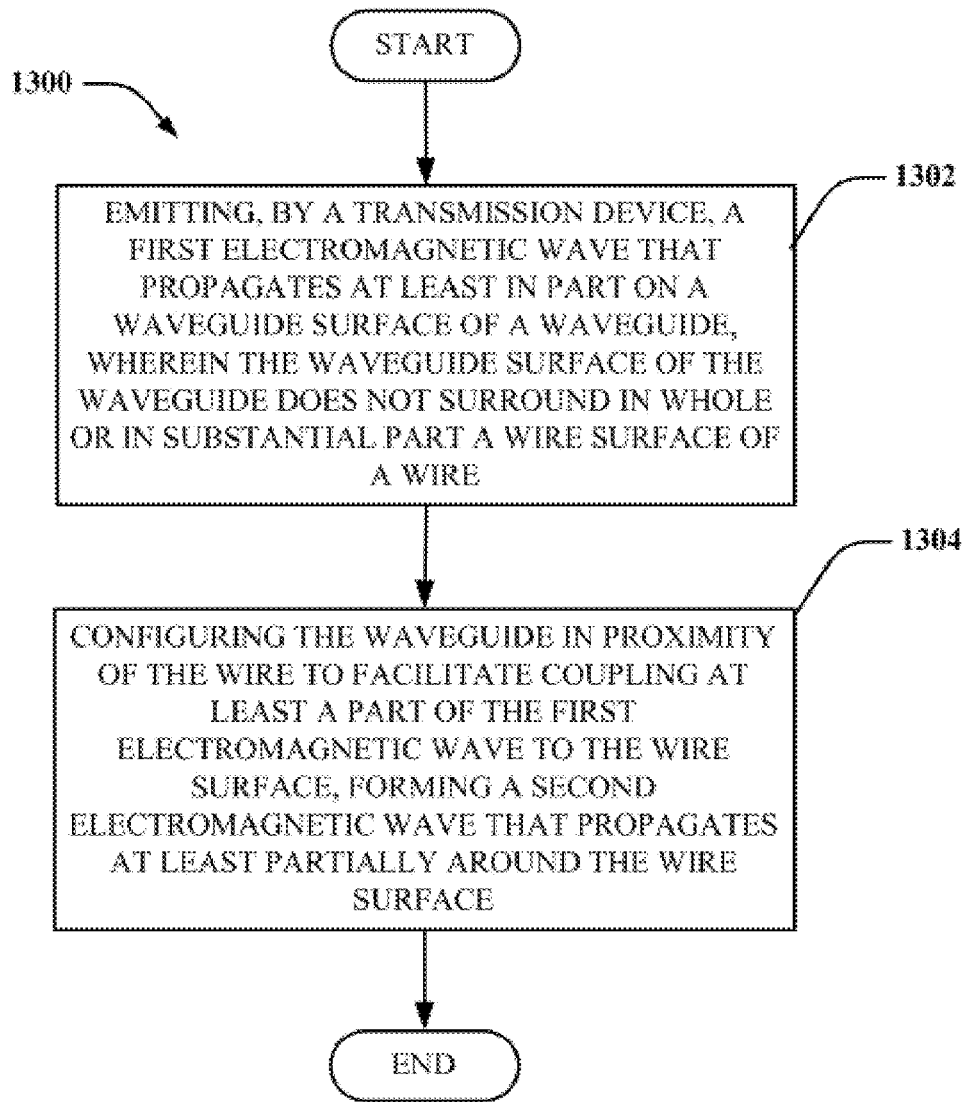 START
1300
1302
EMITTING, BY A TRANSMISSION DEVICE, A
FIRST ELECTROMAGNETIC WAVE THAT
PROPAGATES AT LEAST IN PART ON A
WAVEGUIDE SURFACE OF A WAVEGUIDE,
WHEREIN THE WAVEGUIDE SURFACE OF THE
WAVEGUIDE DOES NOT SURROUND IN WHOLE
OR IN SUBSTANTIAL PART A WIRE SURFACE OF
A WIRE
1304
CONFIGURING THE WAVEGUIDE IN PROXIMITY
OF THE WIRE TO FACILITATE COUPLING AT
LEAST A PART OF THE FIRST
ELECTROMAGNETIC WAVE TO THE WIRE
SURFACE, FORMING A SECOND
ELECTROMAGNETIC WAVE THAT PROPAGATES
AT LEAST PARTIALLY AROUND THE WIRE
SURFACE
END